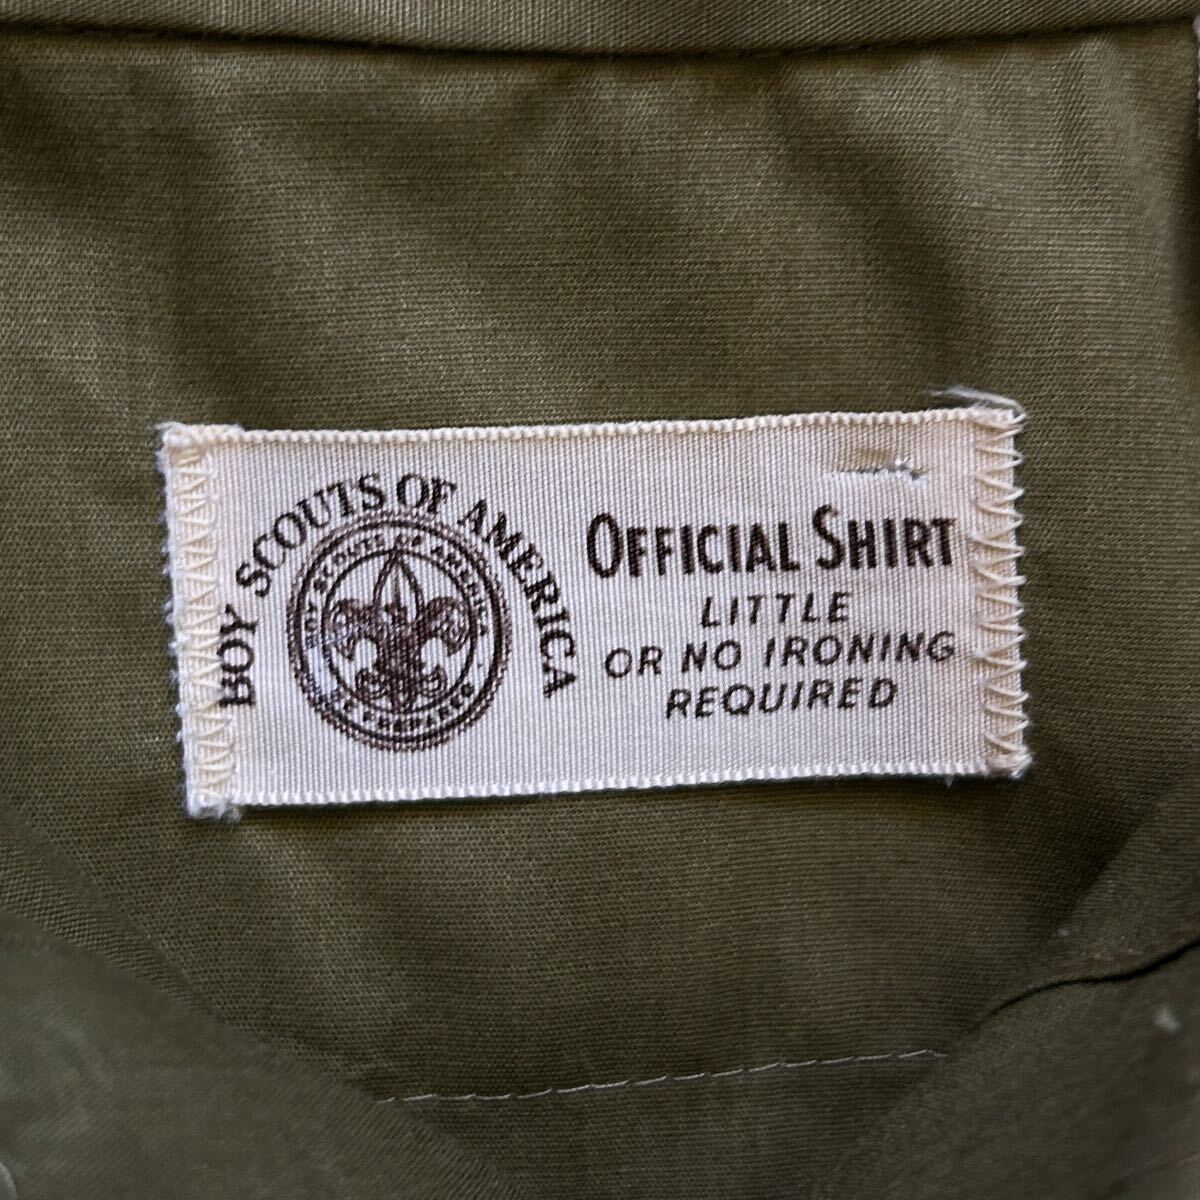 BOY SCOUTS OF AMERICA
BOY SCOUTS OF AMERICA
BE PREPARED
OFFICIAL SHIRT
LITTLE
OR NO IRONING
REQUIRED